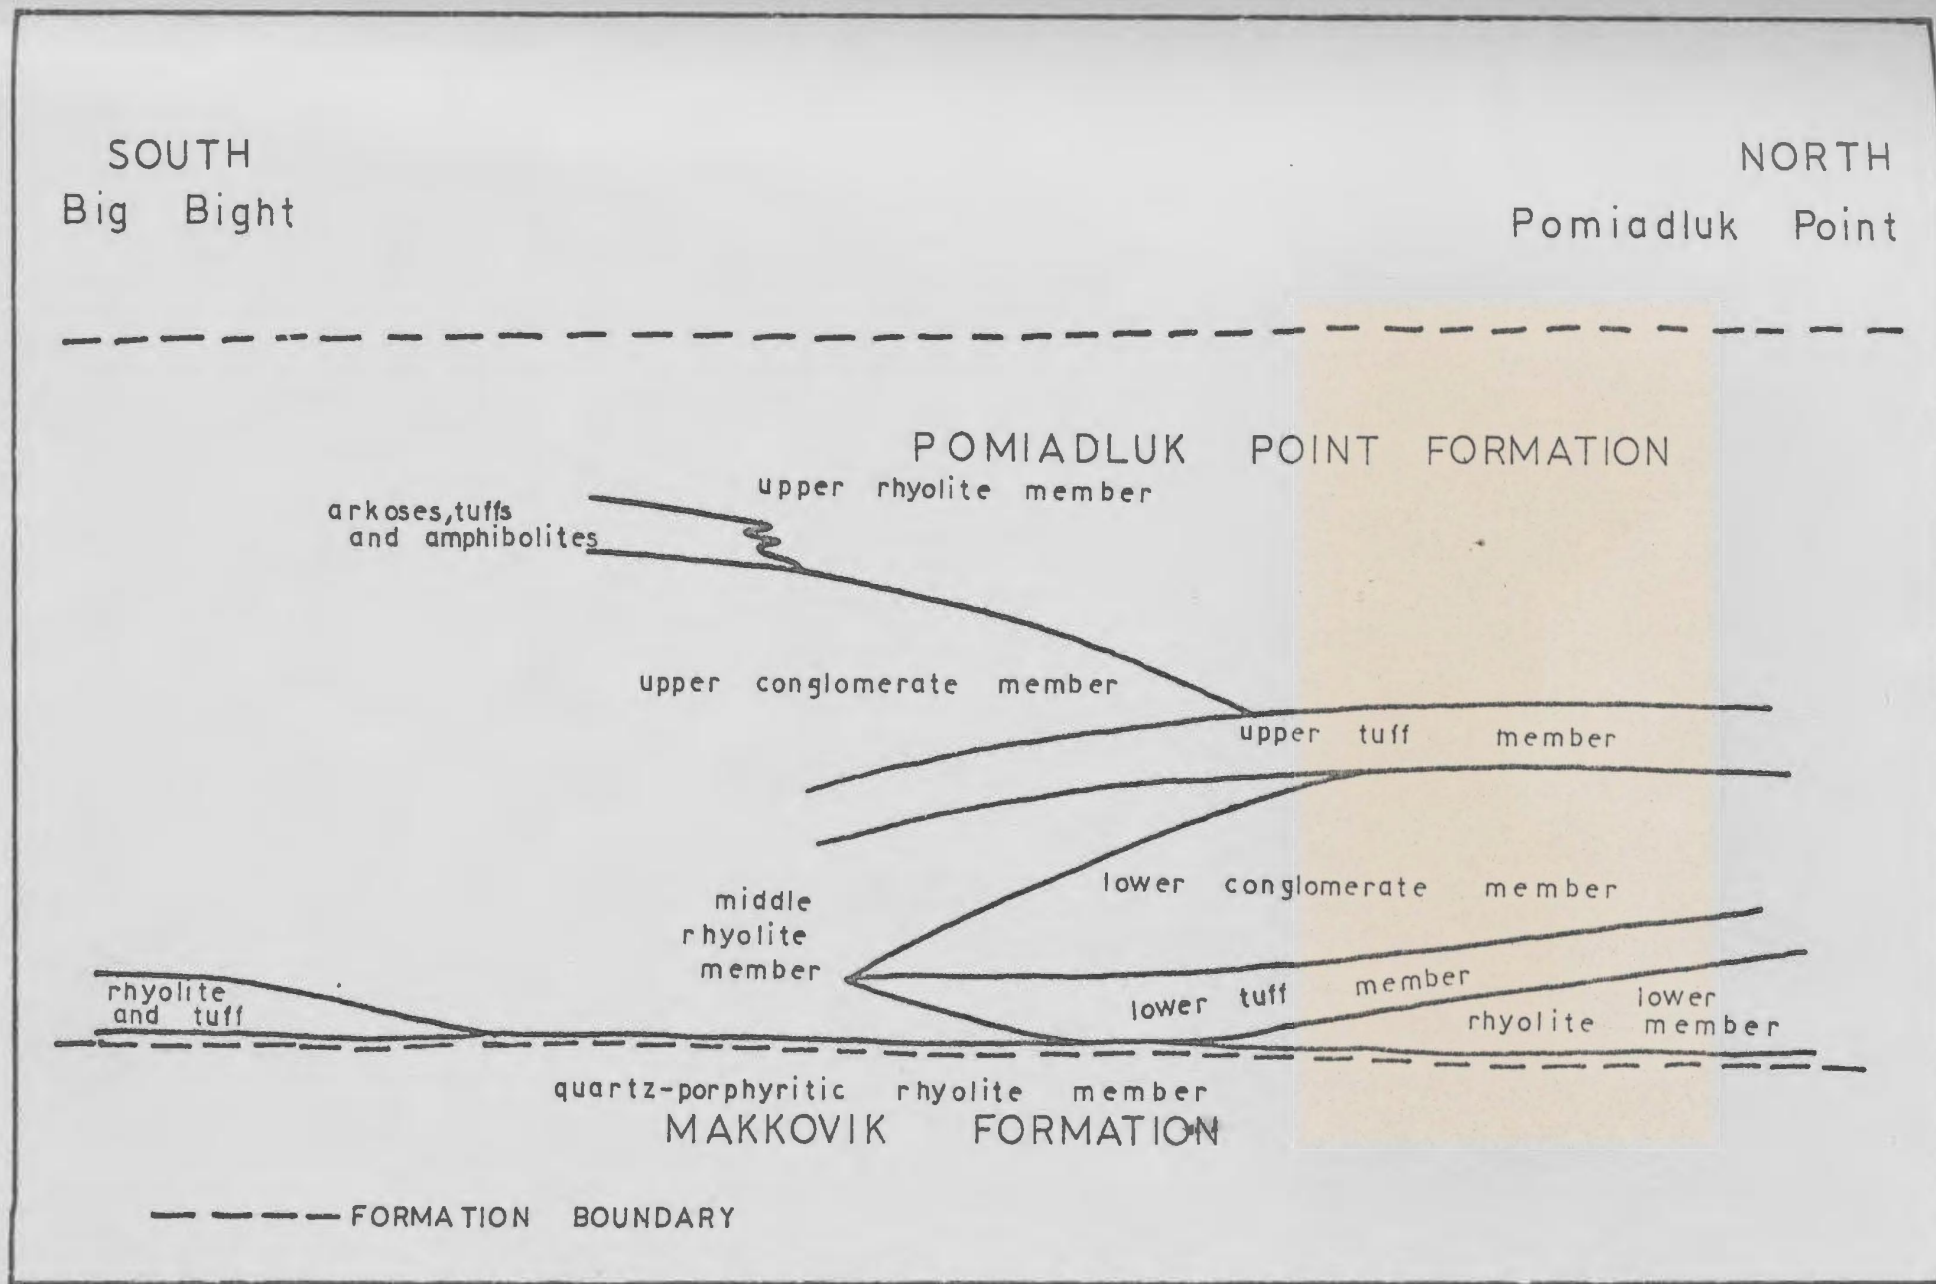 SOUTH
Big Bight
NORTH
Pomiadluk Point
POMIADLUK POINT FORMATION
upper rhyolite member
arkoses, tuffs
and amphibolites
upper conglomerate member
upper tuff member
lower conglomerate member
middle
rhyolite
member
lower tuff member
rhyolite
and tuff
lower
rhyolite member
quartz-porphyritic rhyolite member
MAKKOVIK FORMATION
FORMATION BOUNDARY